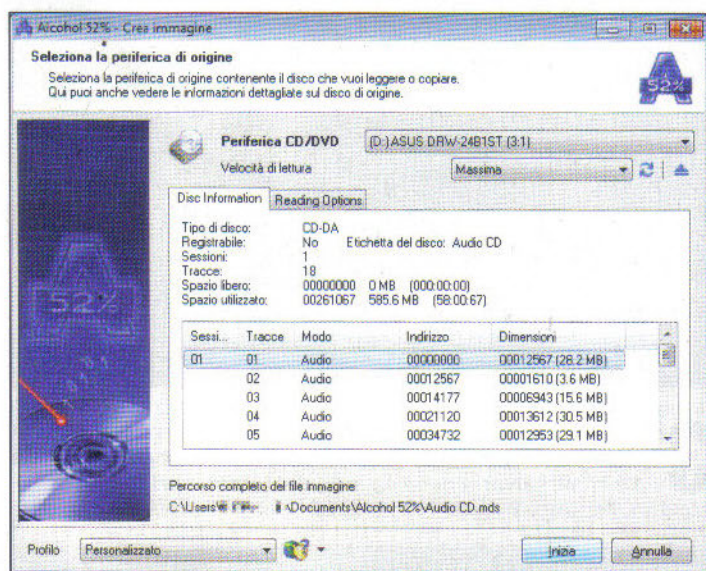 Alcohol 52% - Crea immagine
Seleziona la periferica di origine
Seleziona la periferica di origine contenente il disco che vuoi leggere o copiare.
Qui puoi anche vedere le informazioni dettagliate sul disco di origine.
52%
Periferica CD/DVD (D:) ASUS DRW-24B1ST (3:1)
Velocità di lettura Massima
Disc Information Reading Options
Tipo di disco: CD-DA
Registrabile: No Etichetta del disco: Audio CD
Sessioni: 1
Tracce: 18
Spazio libero: 00000000 0 MB (000:00:00)
Spazio utilizzato: 00261067 585.6 MB (58:00:67)
Sessi... Tracce Modo Indirizzo Dimensioni
01 01 Audio 00000000 00012567 (28.2 MB)
02 Audio 00012567 00001610 (3.6 MB)
03 Audio 00014177 00006943 (15.6 MB)
04 Audio 00021120 00013612 (30.5 MB)
05 Audio 00034732 00012953 (29.1 MB)
52%
Percorso completo del file immagine
C:\Users\ \Documents\Alcohol 52%\Audio CD.mds
Profilo Personalizzato Inizia Annulla